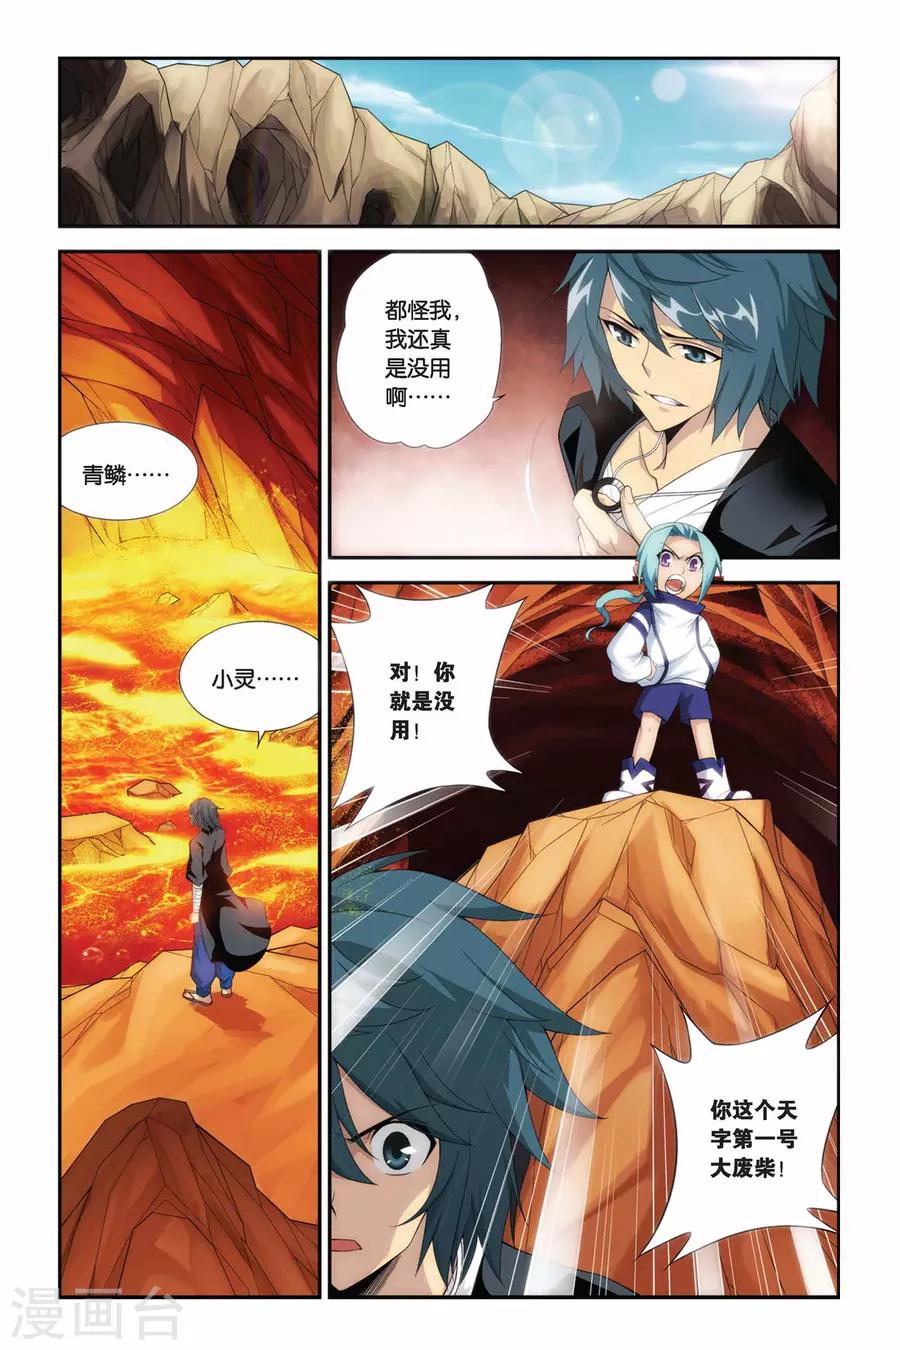 青鳞……
小灵……
都怪我，
我还真
是没用
啊……
对！你
就是没
用！
你这个天
字第一号
大废柴！
漫画台